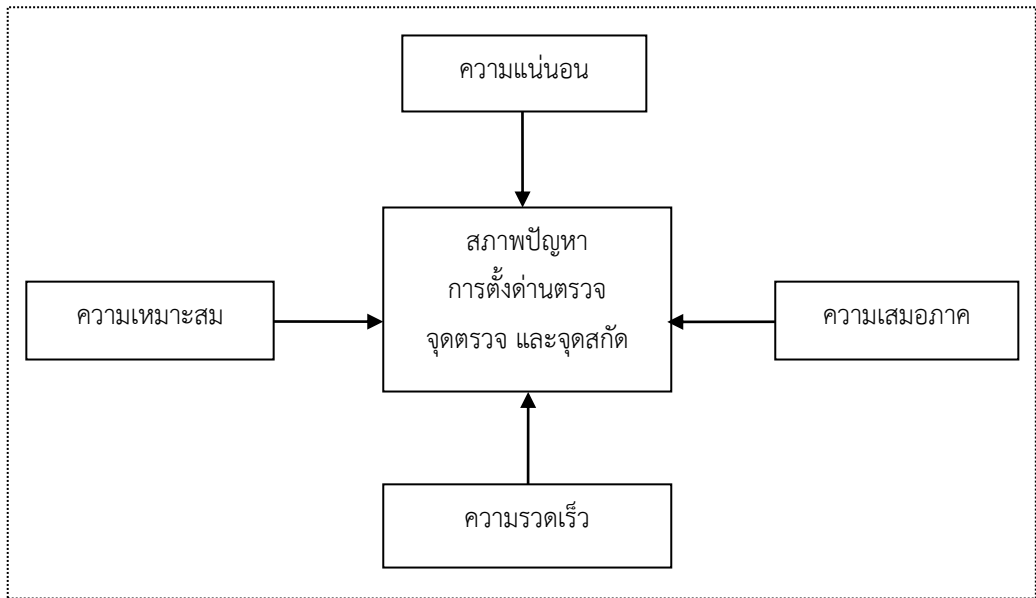 ความแน่นอน
สภาพปัญหา
การตั้งด่านตรวจ
จุดตรวจ และจุดสกัด
ความเหมาะสม
ความเสมอภาค
ความรวดเร็ว